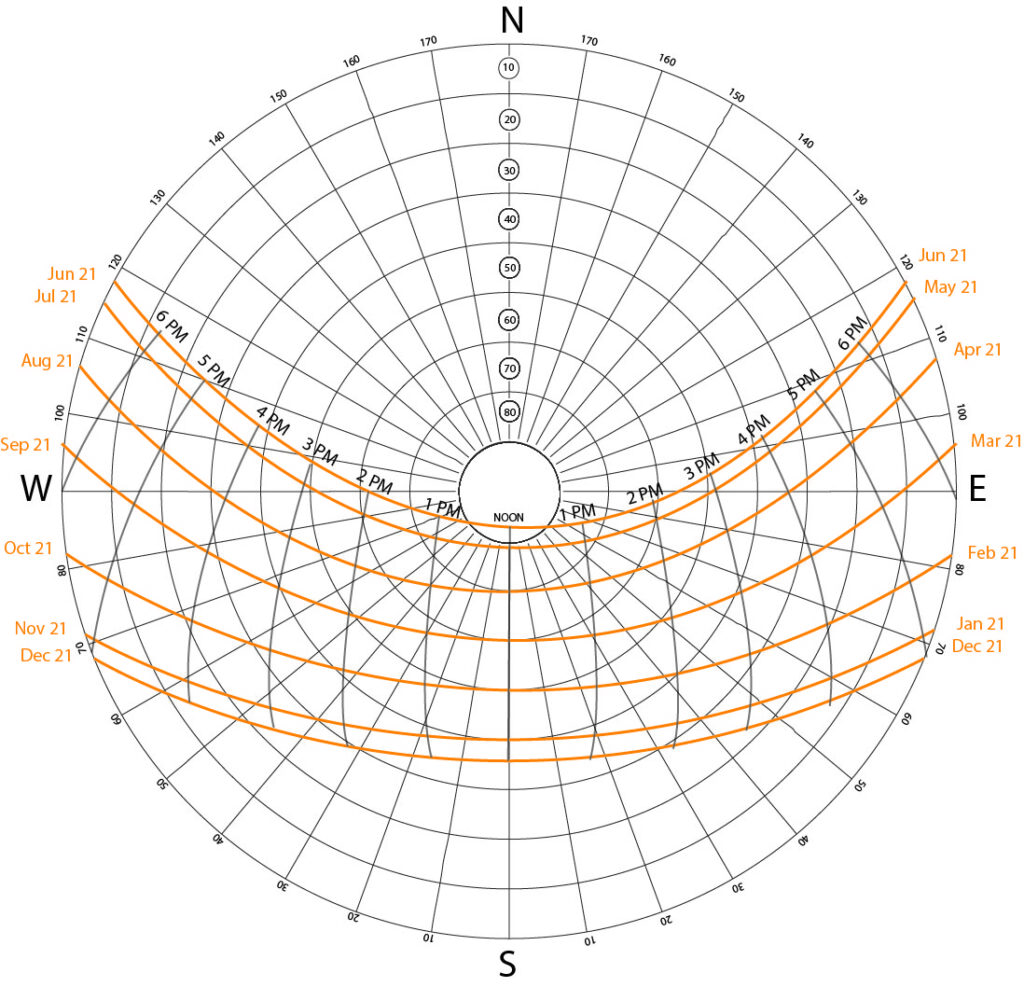 N
170
170
160
160
150
150
140
140
130
130
120
120
110
110
100
100
10
20
30
40
50
60
70
80
Jun 21
Jul 21
Aug 21
Sep 21
W
Oct 21
Nov 21
Dec 21
Jun 21
May 21
Apr 21
Mar 21
E
Feb 21
Jan 21
Dec 21
6 PM
5 PM
4 PM
3 PM
2 PM
1 PM
NOON
1 PM
2 PM
3 PM
4 PM
5 PM
6 PM
80
80
70
70
60
60
50
50
40
40
30
30
20
20
10
10
S